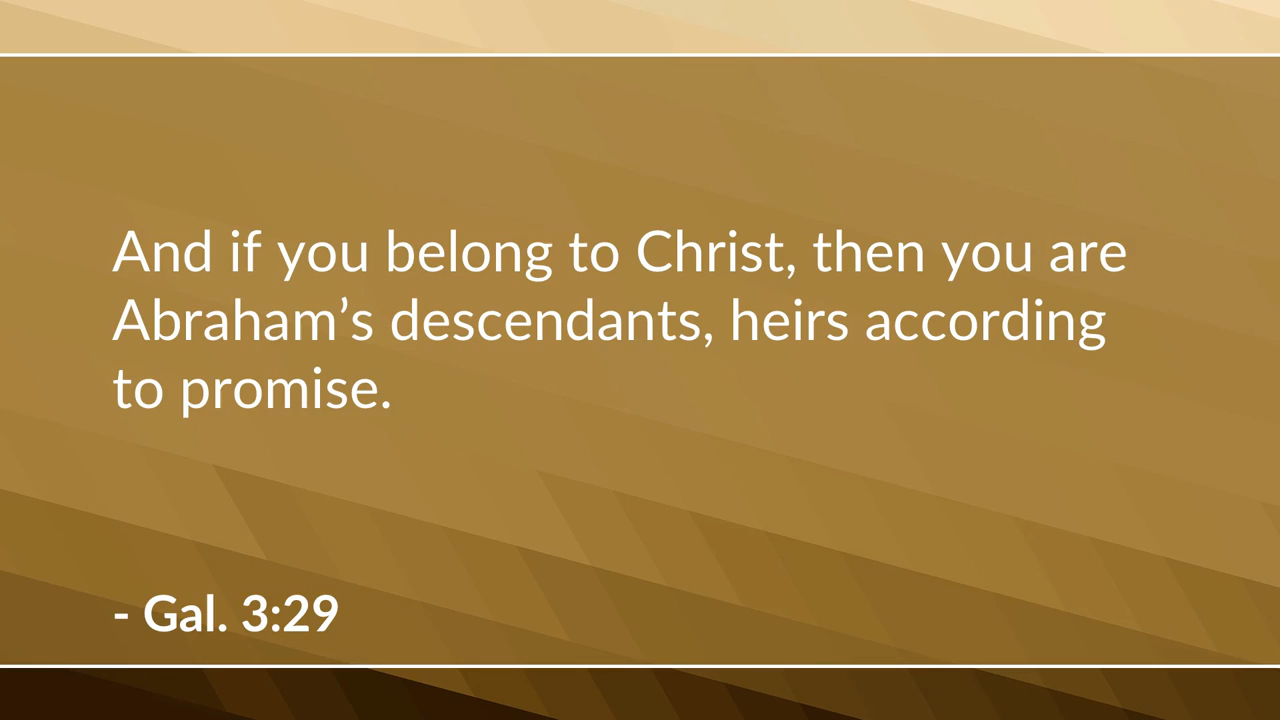 And if you belong to Christ, then you are
Abraham’s descendants, heirs according
to promise.
- Gal. 3:29